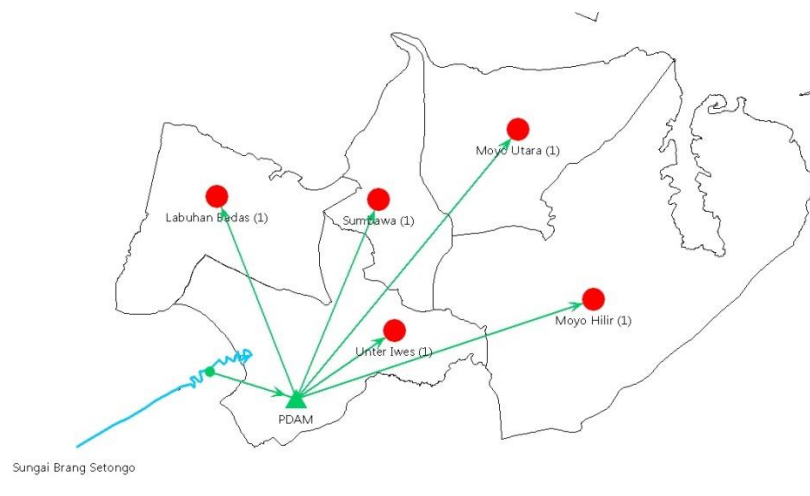 Moyo Utara (1)
Labuhan Badas (1)
Sumbawa (1)
Moyo Hilir (1)
Unter Iwes (1)
PDAM
Sungai Brang Setongo